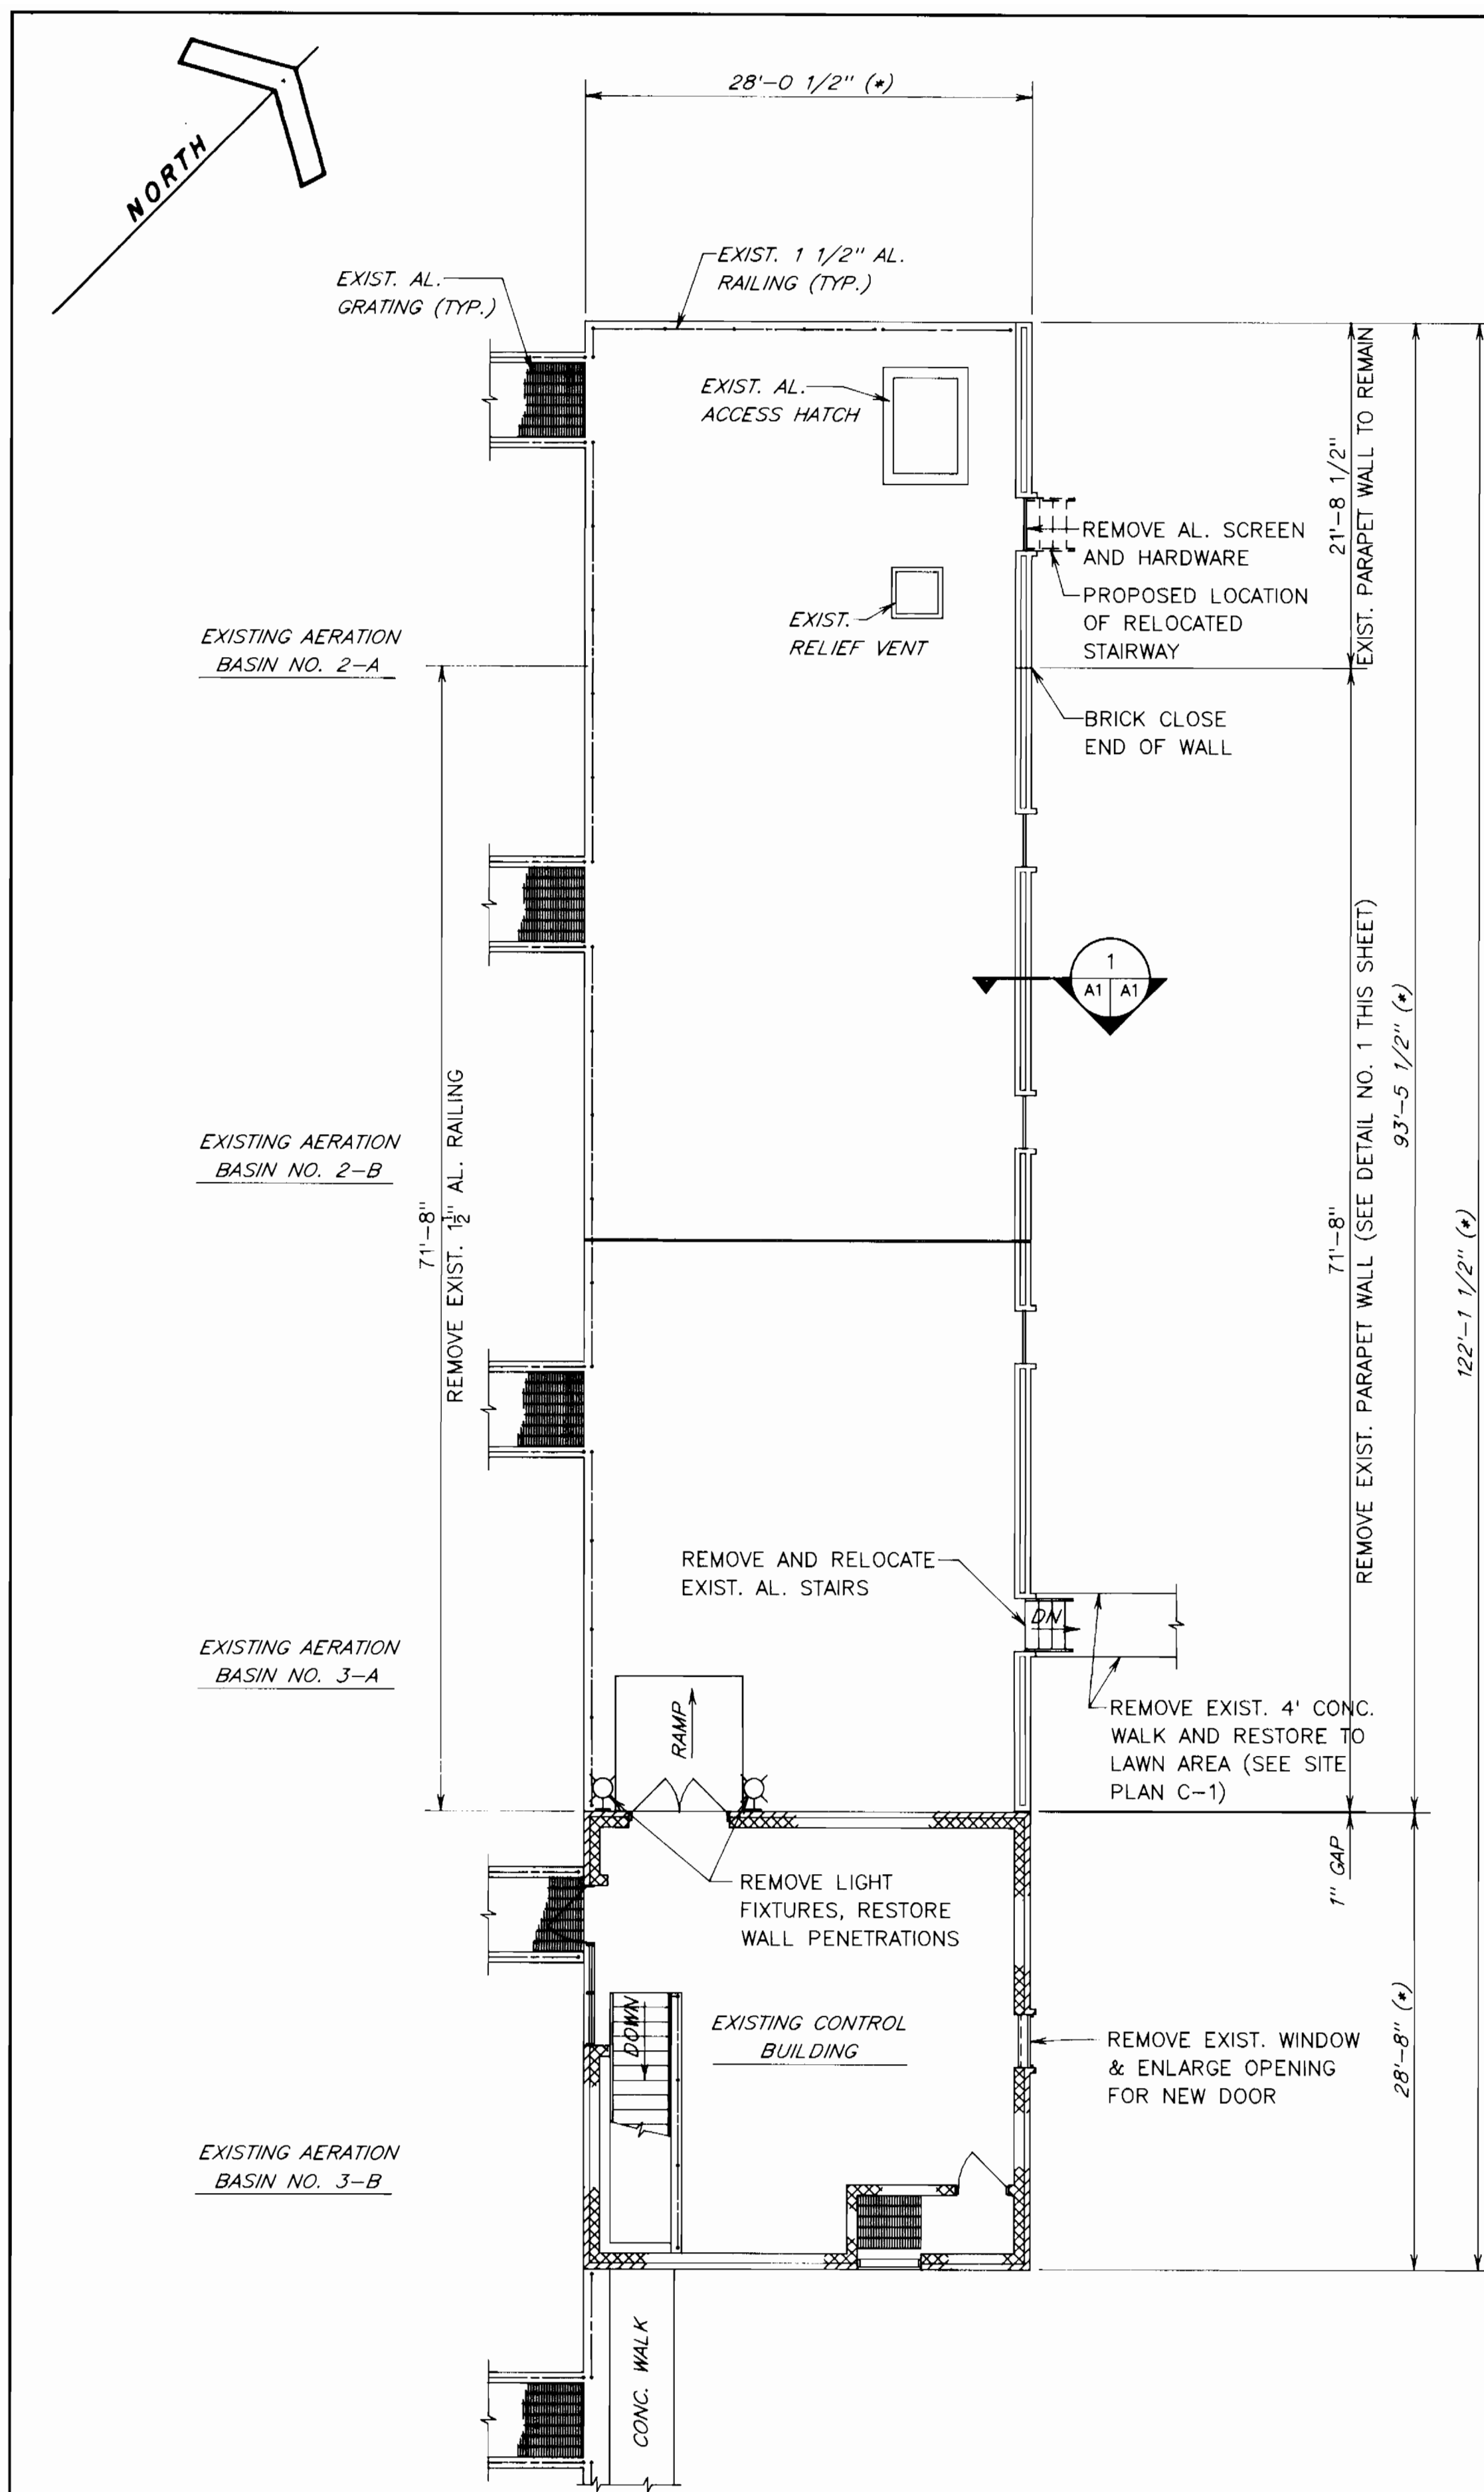 28'-0 1/2" (*)
NORTH
EXIST. 1 1/2" AL.
RAILING (TYP.)
EXIST. AL.
GRATING (TYP.)
EXIST. AL.
ACCESS HATCH
21'-8 1/2"
EXIST. PARAPET WALL TO REMAIN
REMOVE AL. SCREEN
AND HARDWARE
PROPOSED LOCATION
OF RELOCATED
STAIRWAY
EXIST.
RELIEF VENT
EXISTING AERATION
BASIN NO. 2-A
BRICK CLOSE
END OF WALL
1
A1 A1
71'-8"
REMOVE EXIST. PARAPET WALL (SEE DETAIL NO. 1 THIS SHEET)
93'-5 1/2" (*)
122'-1 1/2" (*)
71'-8"
REMOVE EXIST. 1 1/2" AL. RAILING
EXISTING AERATION
BASIN NO. 2-B
REMOVE AND RELOCATE
EXIST. AL. STAIRS
DN
EXISTING AERATION
BASIN NO. 3-A
RAMP
REMOVE EXIST. 4' CONC.
WALK AND RESTORE TO
LAWN AREA (SEE SITE
PLAN C-1)
1" GAP
REMOVE LIGHT
FIXTURES, RESTORE
WALL PENETRATIONS
DOWN
EXISTING CONTROL
BUILDING
28'-8" (*)
REMOVE EXIST. WINDOW
& ENLARGE OPENING
FOR NEW DOOR
EXISTING AERATION
BASIN NO. 3-B
CONC. WALK